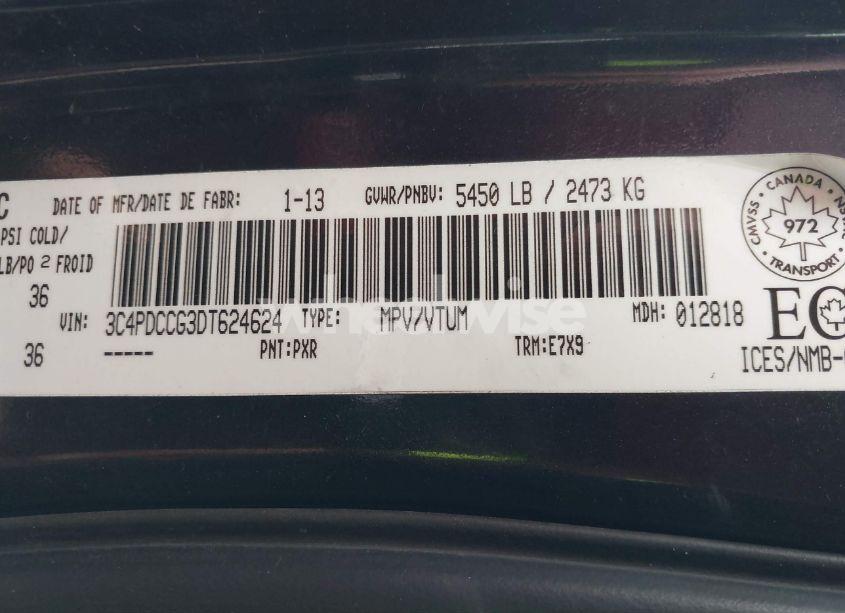 C DATE OF MFR/DATE DE FABR: 1-13 GVWR/PNBV: 5450 LB / 2473 KG
PSI COLD/
LB/PO 2 FROID
36
VIN: 3C4PDCCG3DT624624 TYPE: MPV/VTUM MDH: 012818
36 ----- PNT:PXR TRM:E7X9
CANADA
CMVSS
972
TRANSPORT
NSVAC
EC
ICES/NMB-
wheelwise